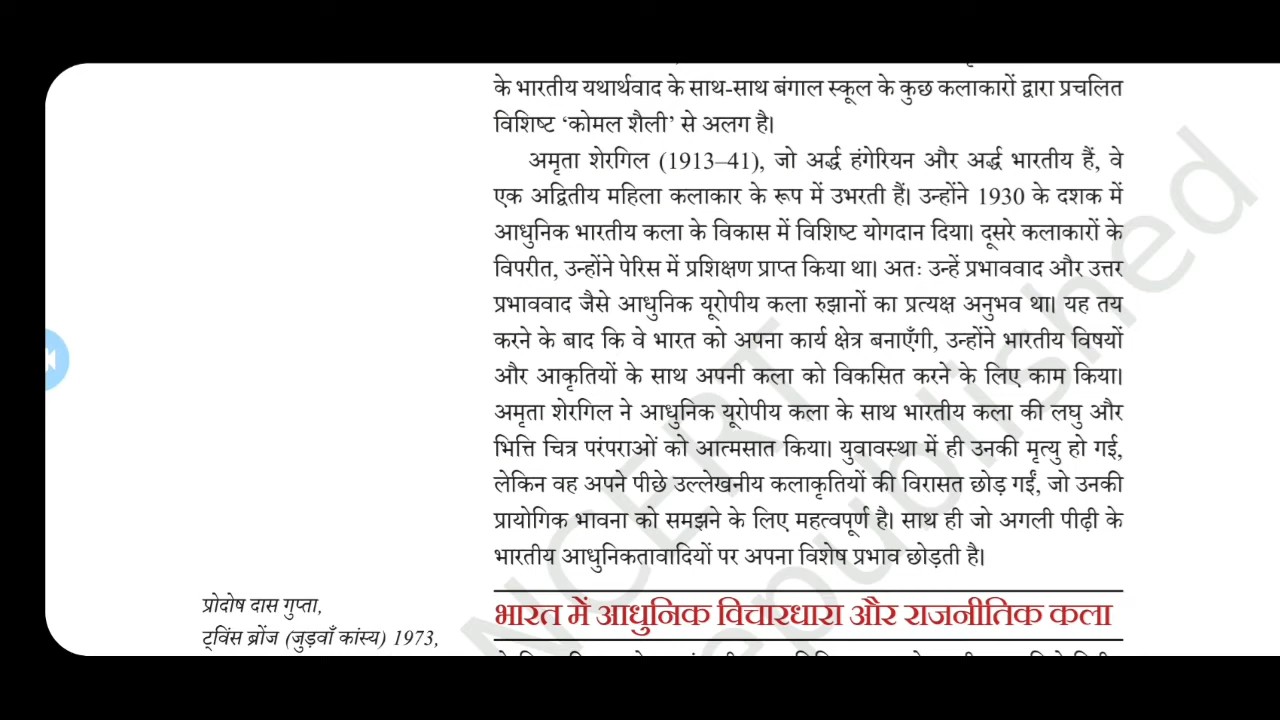 के भारतीय यथार्थवाद के साथ-साथ बंगाल स्कूल के कुछ कलाकारों द्वारा प्रचलित
विशिष्ट ‘कोमल शैली’ से अलग है।
अमृता शेरगिल (1913–41), जो अर्द्ध हंगेरियन और अर्द्ध भारतीय हैं, वे
एक अद्वितीय महिला कलाकार के रूप में उभरती हैं। उन्होंने 1930 के दशक में
आधुनिक भारतीय कला के विकास में विशिष्ट योगदान दिया। दूसरे कलाकारों के
विपरीत, उन्होंने पेरिस में प्रशिक्षण प्राप्त किया था। अतः उन्हें प्रभाववाद और उत्तर
प्रभाववाद जैसे आधुनिक यूरोपीय कला रुझानों का प्रत्यक्ष अनुभव था। यह तय
करने के बाद कि वे भारत को अपना कार्य क्षेत्र बनाएँगी, उन्होंने भारतीय विषयों
और आकृतियों के साथ अपनी कला को विकसित करने के लिए काम किया।
अमृता शेरगिल ने आधुनिक यूरोपीय कला के साथ भारतीय कला की लघु और
भित्ति चित्र परंपराओं को आत्मसात किया। युवावस्था में ही उनकी मृत्यु हो गई,
लेकिन वह अपने पीछे उल्लेखनीय कलाकृतियों की विरासत छोड़ गईं, जो उनकी
प्रायोगिक भावना को समझने के लिए महत्वपूर्ण है। साथ ही जो अगली पीढ़ी के
भारतीय आधुनिकतावादियों पर अपना विशेष प्रभाव छोड़ती है।
भारत में आधुनिक विचारधारा और राजनीतिक कला
प्रोदोष दास गुप्ता,
ट्विंस ब्रोंज (जुड़वाँ कांस्य) 1973,
NCERT
republished